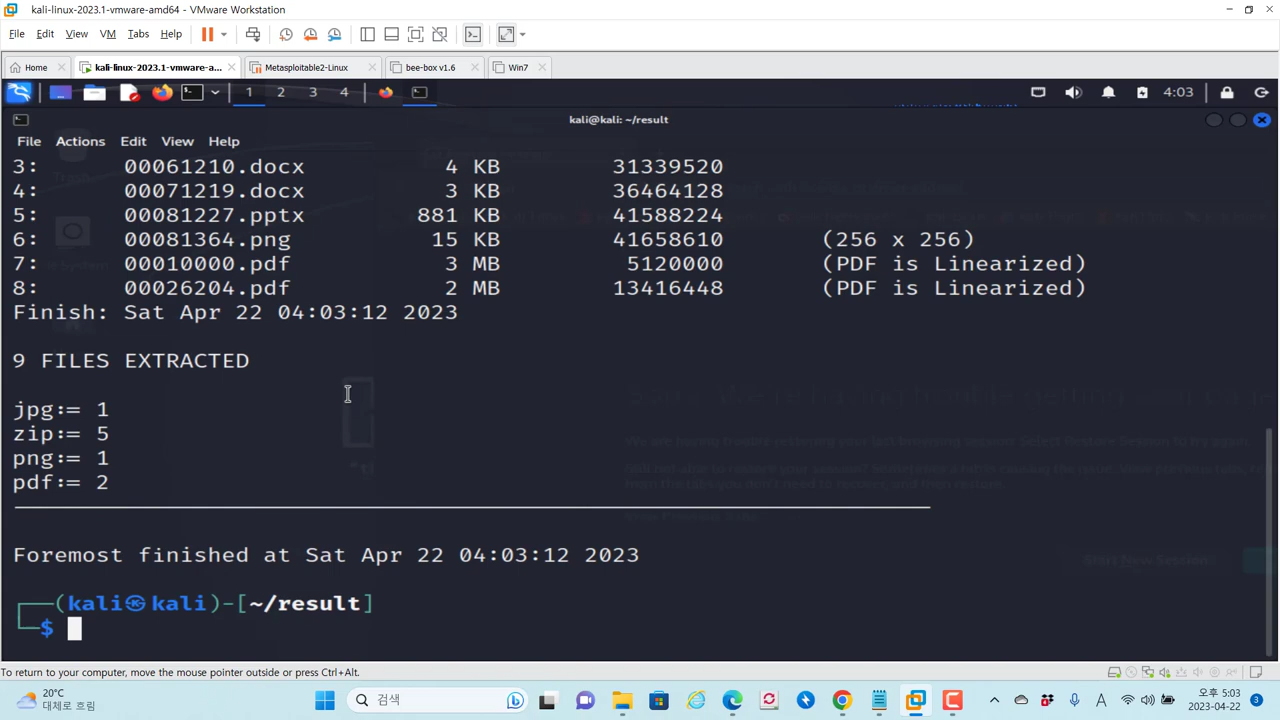 kali-linux-2023.1-vmware-amd64 - VMware Workstation
File Edit View VM Tabs Help
Home kali-linux-2023.1-vmware-a... Metasploitable2-Linux bee-box v1.6 Win7
1 2 3 4 4:03
kali@kali: ~/result
File Actions Edit View Help
3: 00061210.docx 4 KB 31339520
4: 00071219.docx 3 KB 36464128
5: 00081227.pptx 881 KB 41588224
6: 00081364.png 15 KB 41658610 (256 x 256)
7: 00010000.pdf 3 MB 5120000 (PDF is Linearized)
8: 00026204.pdf 2 MB 13416448 (PDF is Linearized)
Finish: Sat Apr 22 04:03:12 2023
9 FILES EXTRACTED
jpg:= 1
zip:= 5
png:= 1
pdf:= 2
Foremost finished at Sat Apr 22 04:03:12 2023
Start New Session
(kali㉿kali)-[~/result]
$
To return to your computer, move the mouse pointer outside or press Ctrl+Alt.
20°C
대체로 흐림
검색
A
오후 5:03
2023-04-22
3